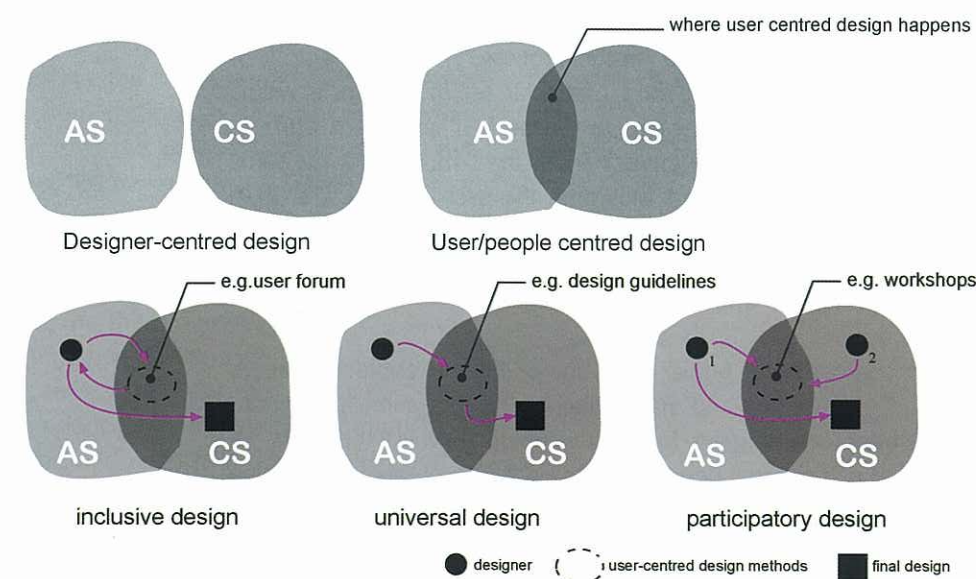 where user centred design happens
AS CS
AS CS
Designer-centred design
User/people centred design
e.g.user forum
e.g. design guidelines
e.g. workshops
1 2
AS CS
AS CS
AS CS
inclusive design
universal design
participatory design
designer
user-centred design methods
final design